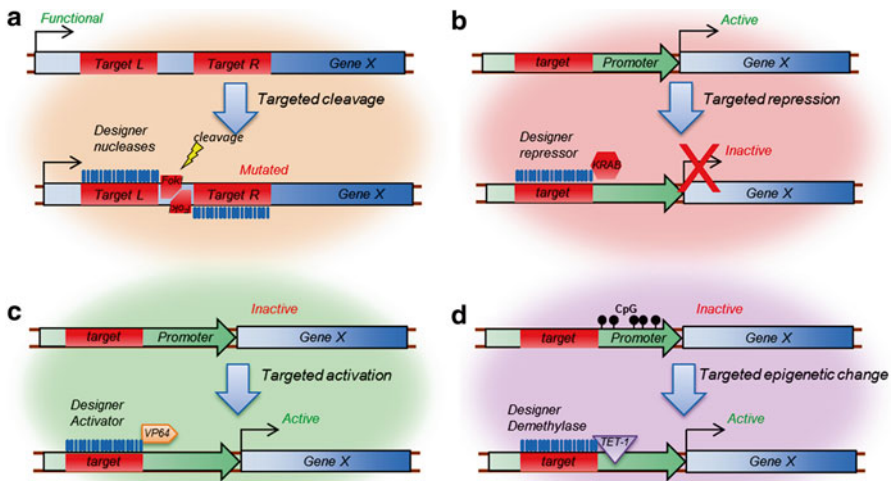 a
Functional
Target L Target R Gene X
Targeted cleavage
Designer
nucleases
cleavage
Mutated
FokI
Target L Target R Gene X
FokI
b
Active
target Promoter Gene X
Targeted repression
Designer
repressor
KRAB
Inactive
target Gene X
c
Inactive
target Promoter Gene X
Targeted activation
Designer
Activator
VP64
Active
target Gene X
d
CpG
Inactive
target Promoter Gene X
Targeted epigenetic change
Designer
Demethylase
TET-1
Active
target Gene X